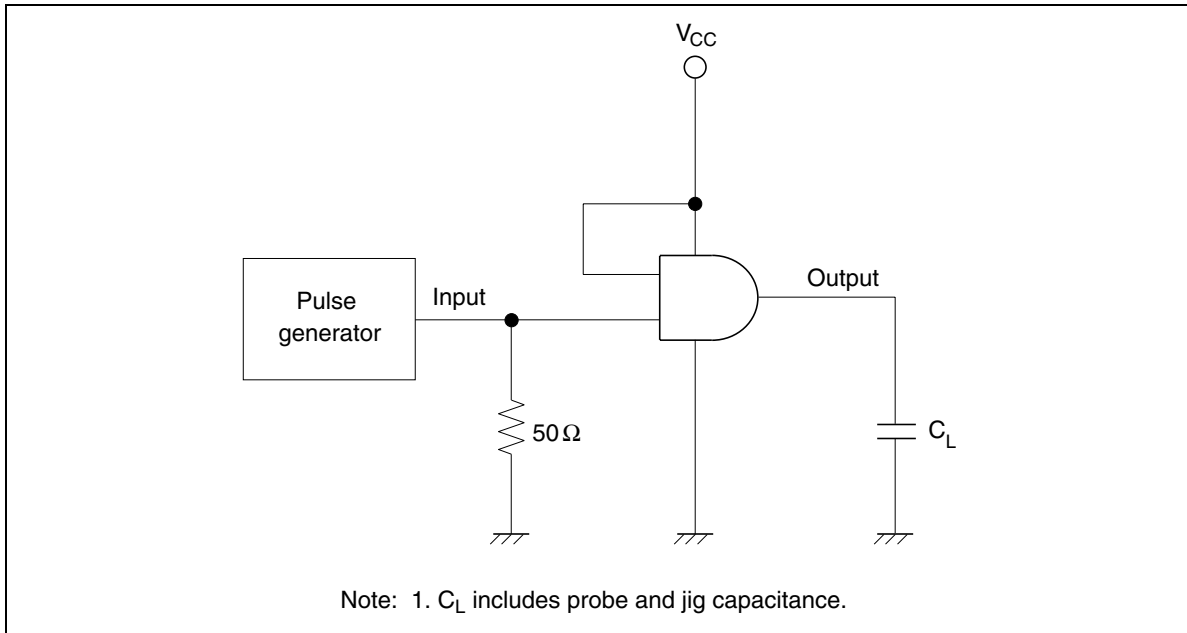 VCC
Pulse
generator
Input
Output
50Ω
CL
Note: 1. CL includes probe and jig capacitance.